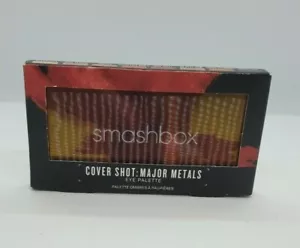 smashbox
COVER SHOT: MAJOR METALS
EYE PALETTE
PALETTE OMBRES À PAUPIÈRES